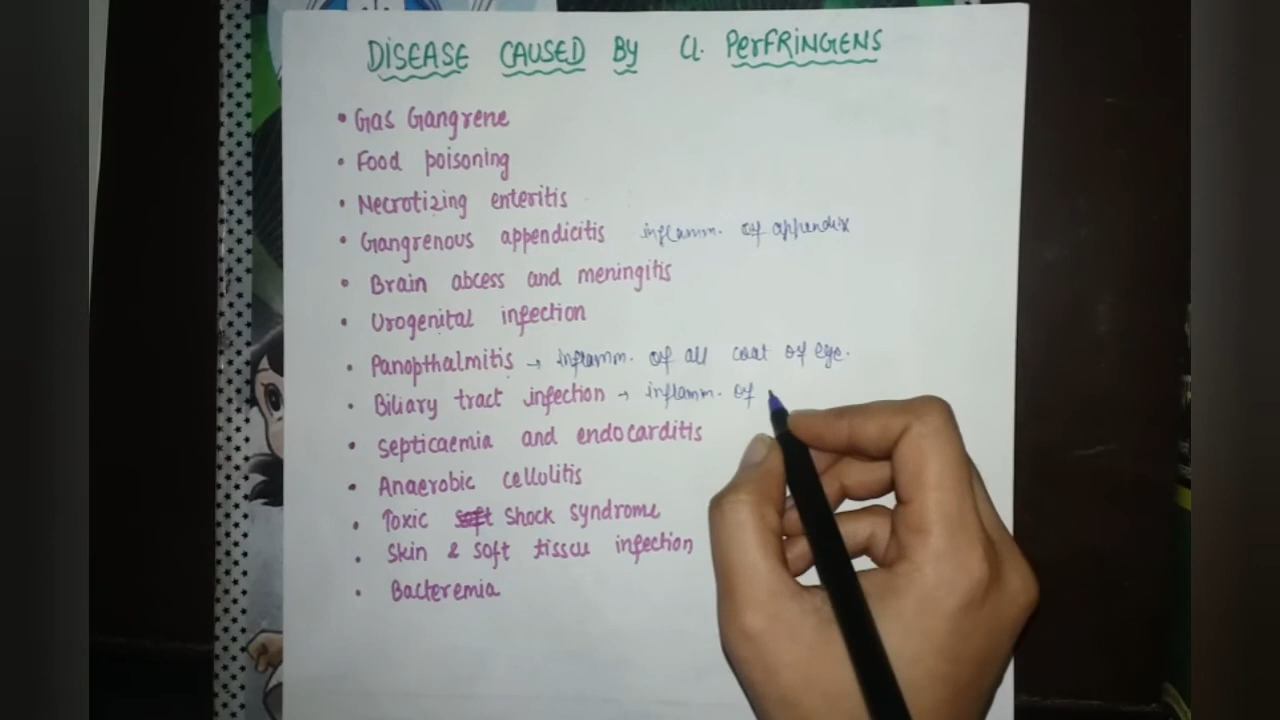 DISEASE CAUSED BY Cl. PerFRINGENS
• Gas Gangrene
• Food poisoning
• Necrotizing enteritis
• Gangrenous appendicitis inflamm. of appendix
• Brain abcess and meningitis
• Urogenital infection
• Panopthalmitis → inflamm. of all coat of eye.
• Biliary tract infection → inflamm. of
• septicaemia and endocarditis
• Anaerobic cellulitis
• Toxic soft Shock syndrome
• Skin & soft tisscu infection
• Bacteremia